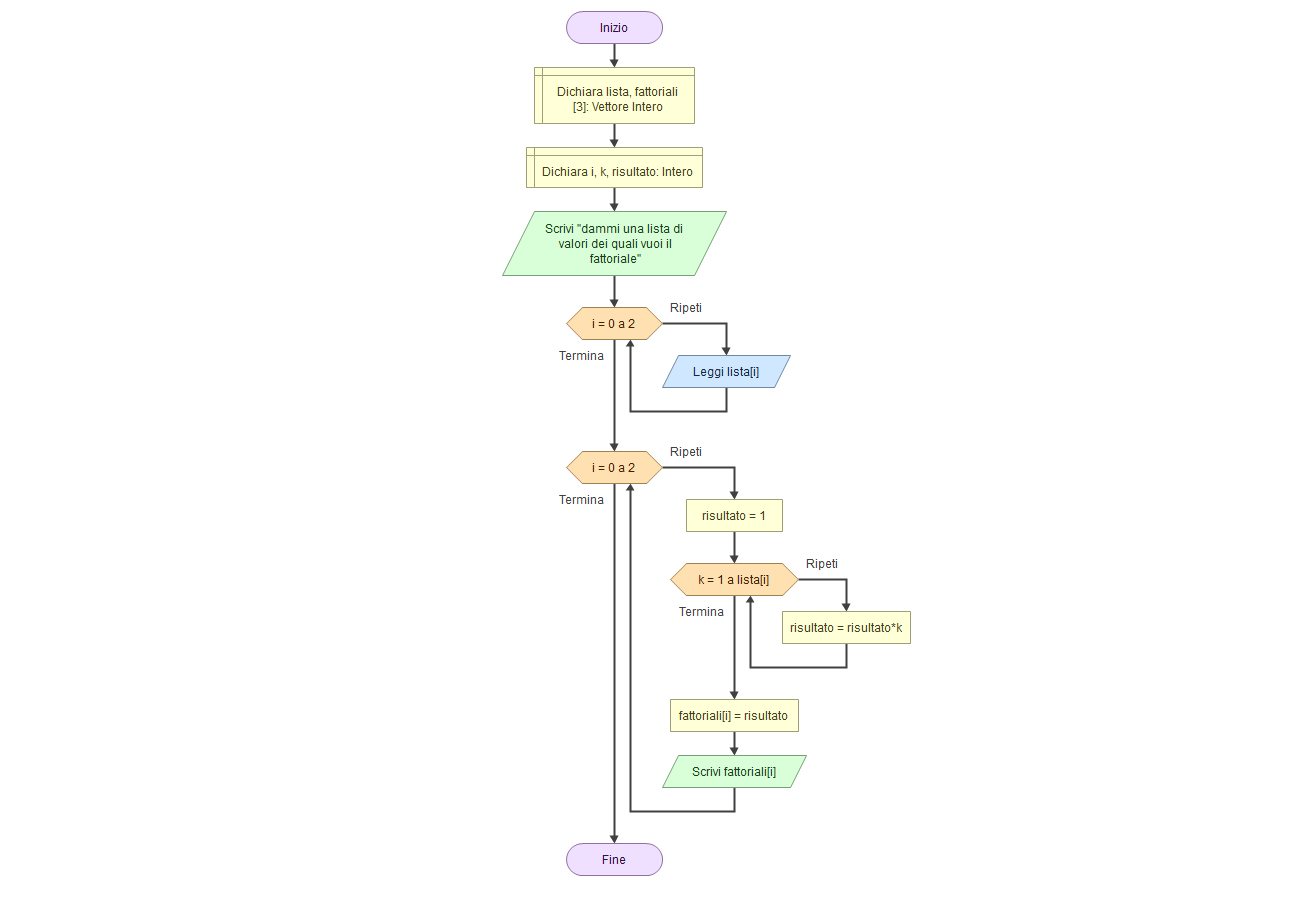 Inizio
Dichiara lista, fattoriali
[3]: Vettore Intero
Dichiara i, k, risultato: Intero
Scrivi "dammi una lista di
valori dei quali vuoi il
fattoriale"
i = 0 a 2
Ripeti
Termina
Leggi lista[i]
i = 0 a 2
Ripeti
Termina
risultato = 1
k = 1 a lista[i]
Ripeti
Termina
risultato = risultato*k
fattoriali[i] = risultato
Scrivi fattoriali[i]
Fine